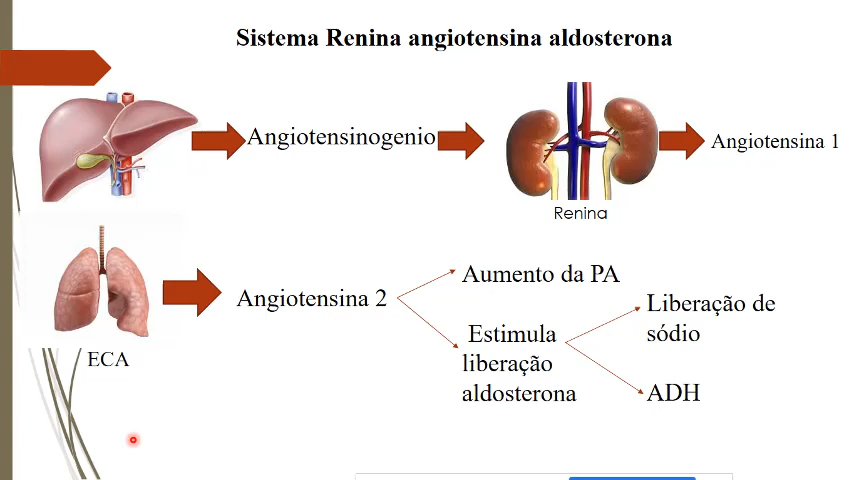 Sistema Renina angiotensina aldosterona
Angiotensinogenio
Angiotensina 1
Renina
Angiotensina 2
Aumento da PA
Estimula
liberação
aldosterona
Liberação de
sódio
ADH
ECA